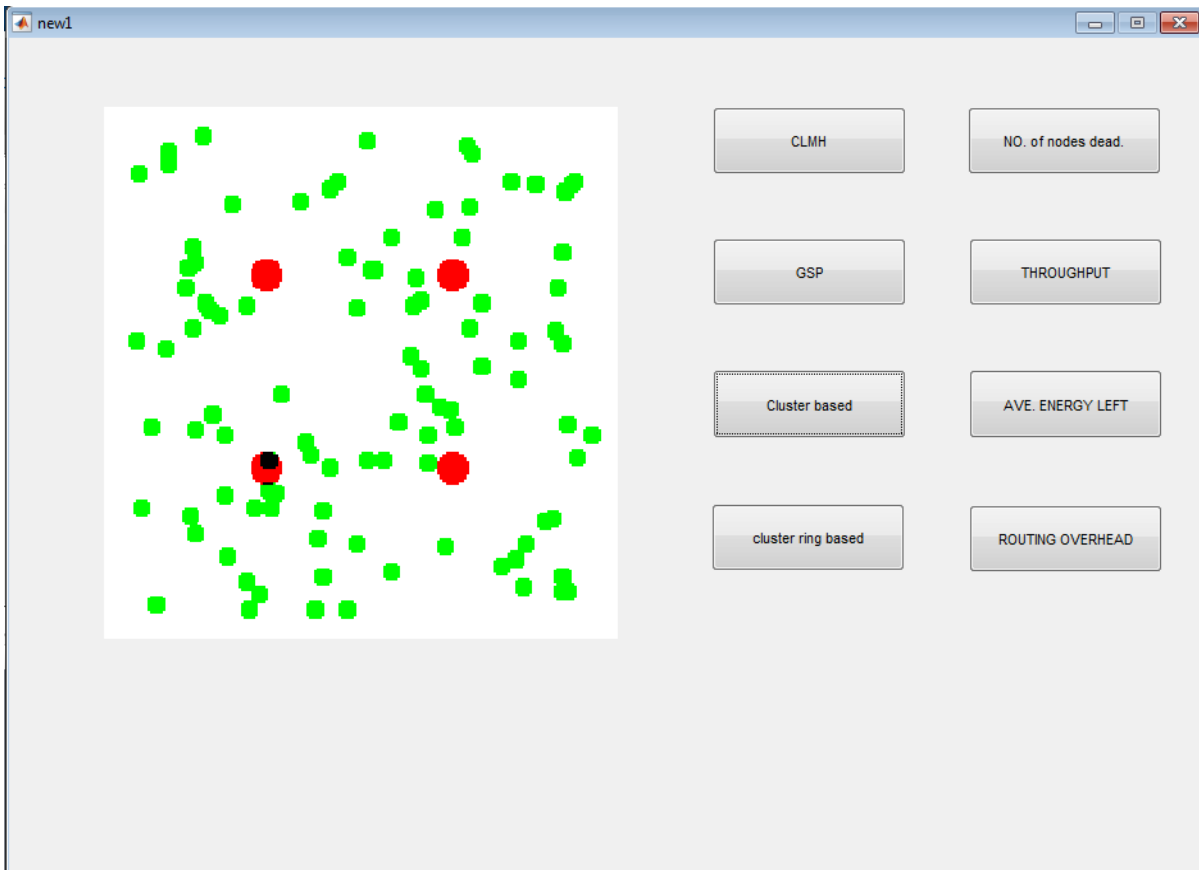 new1
CLMH
NO. of nodes dead.
GSP
THROUGHPUT
Cluster based
AVE. ENERGY LEFT
cluster ring based
ROUTING OVERHEAD